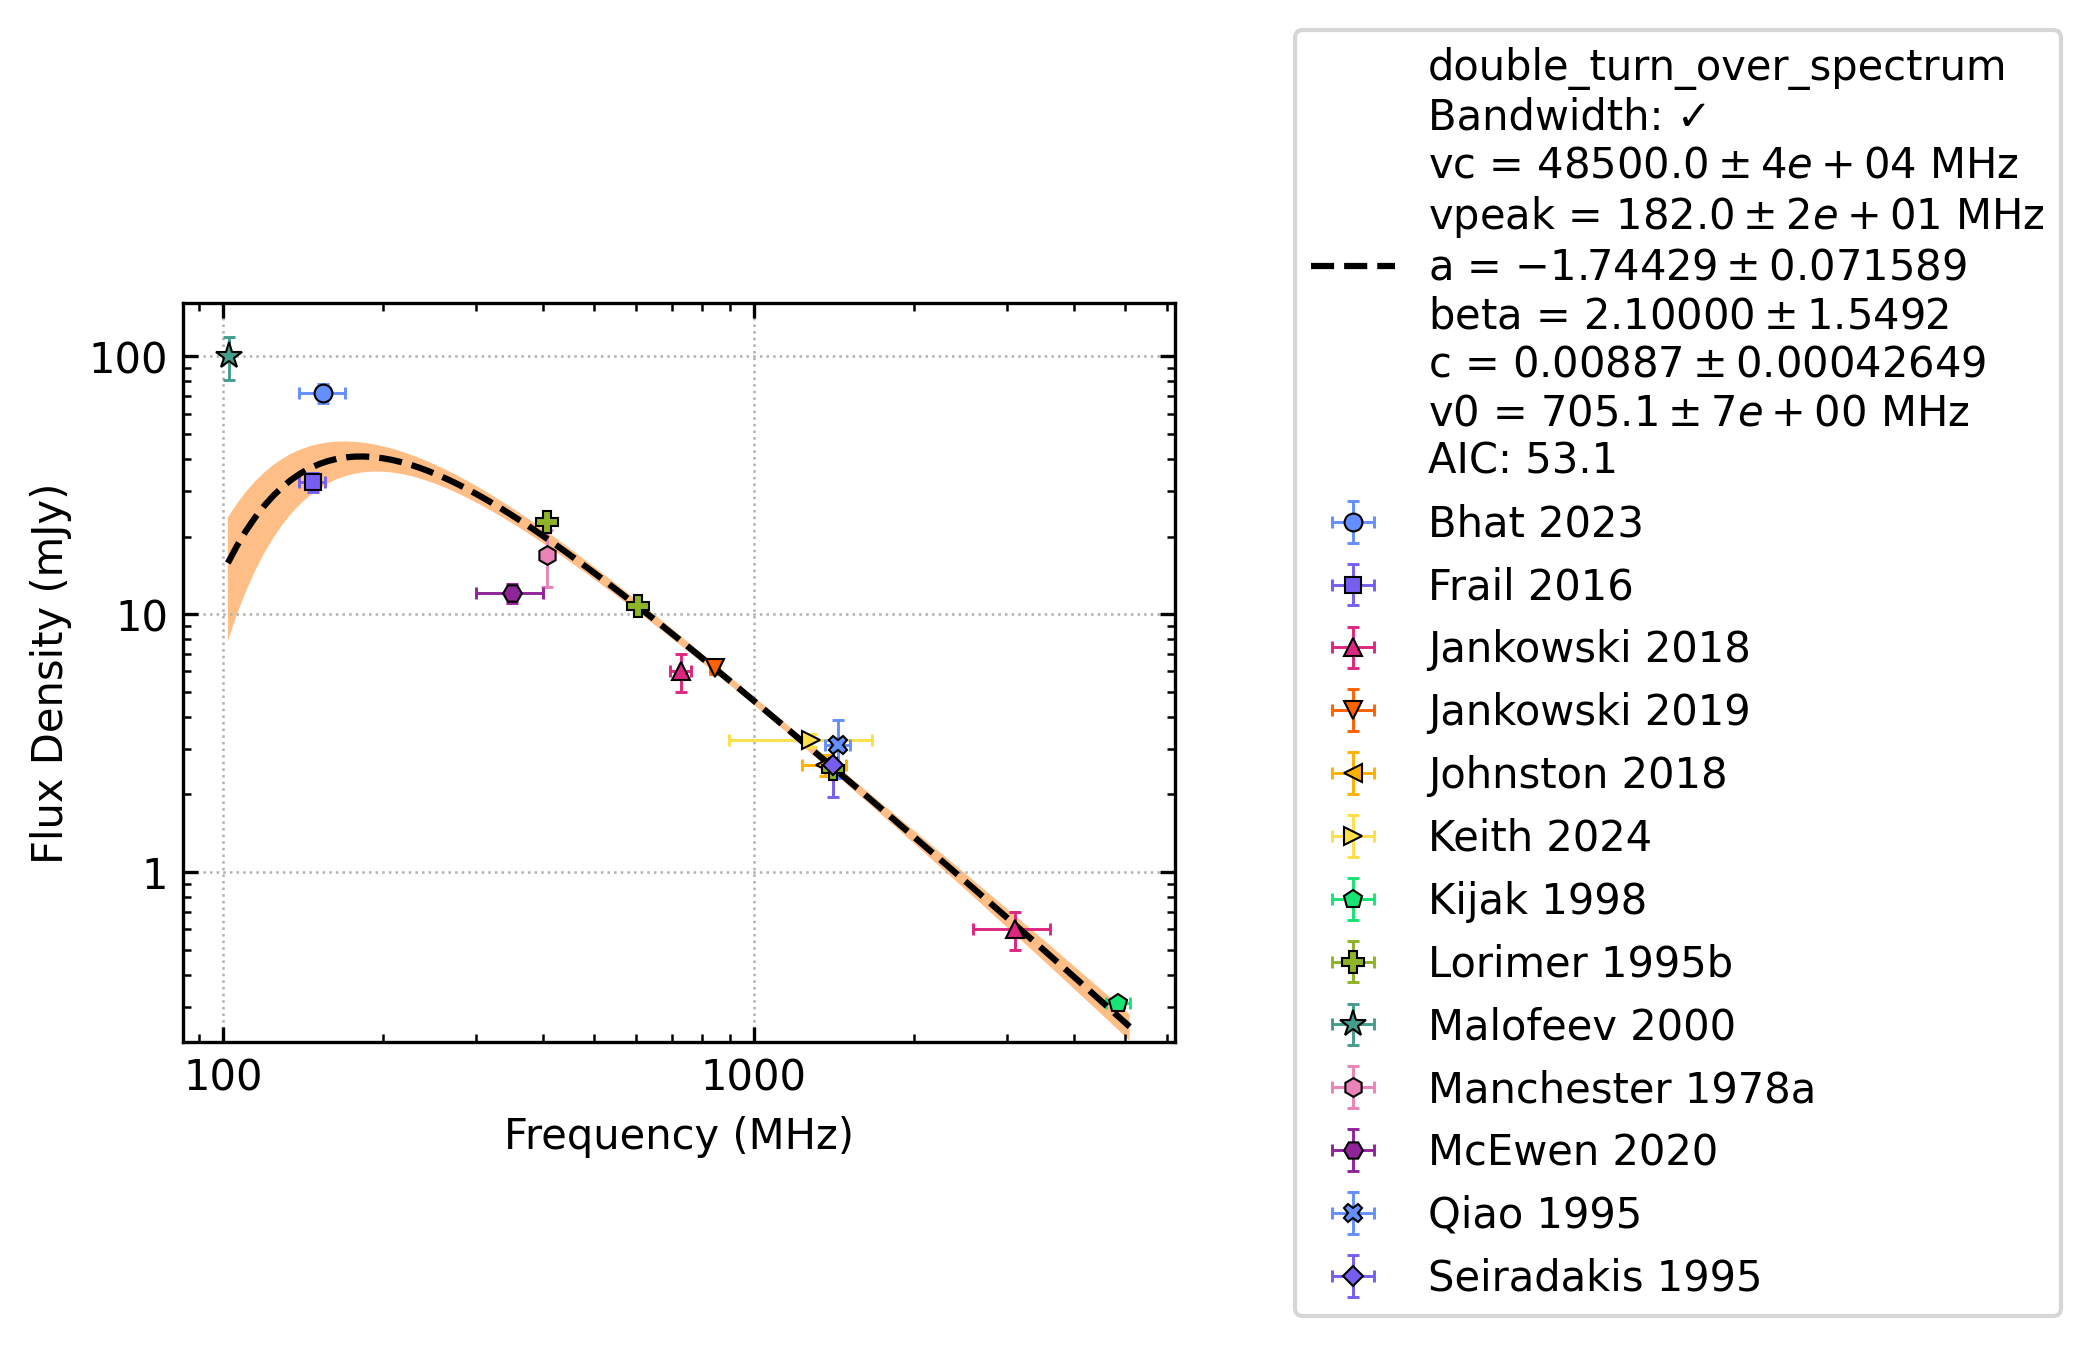 double_turn_over_spectrum
Bandwidth: ✓
vc = 48500.0 ± 4e + 04 MHz
vpeak = 182.0 ± 2e + 01 MHz
a = −1.74429 ± 0.071589
beta = 2.10000 ± 1.5492
c = 0.00887 ± 0.00042649
v0 = 705.1 ± 7e + 00 MHz
AIC: 53.1
Bhat 2023
Frail 2016
Jankowski 2018
Jankowski 2019
Johnston 2018
Keith 2024
Kijak 1998
Lorimer 1995b
Malofeev 2000
Manchester 1978a
McEwen 2020
Qiao 1995
Seiradakis 1995
Flux Density (mJy)
100
10
1
100
1000
Frequency (MHz)